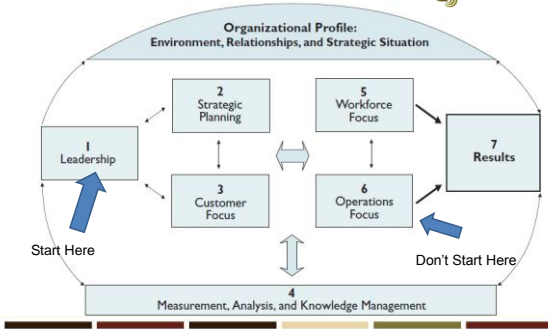 Organizational Profile:
Environment, Relationships, and Strategic Situation
2
Strategic
Planning
5
Workforce
Focus
1
Leadership
7
Results
3
Customer
Focus
6
Operations
Focus
Start Here
Don't Start Here
4
Measurement, Analysis, and Knowledge Management